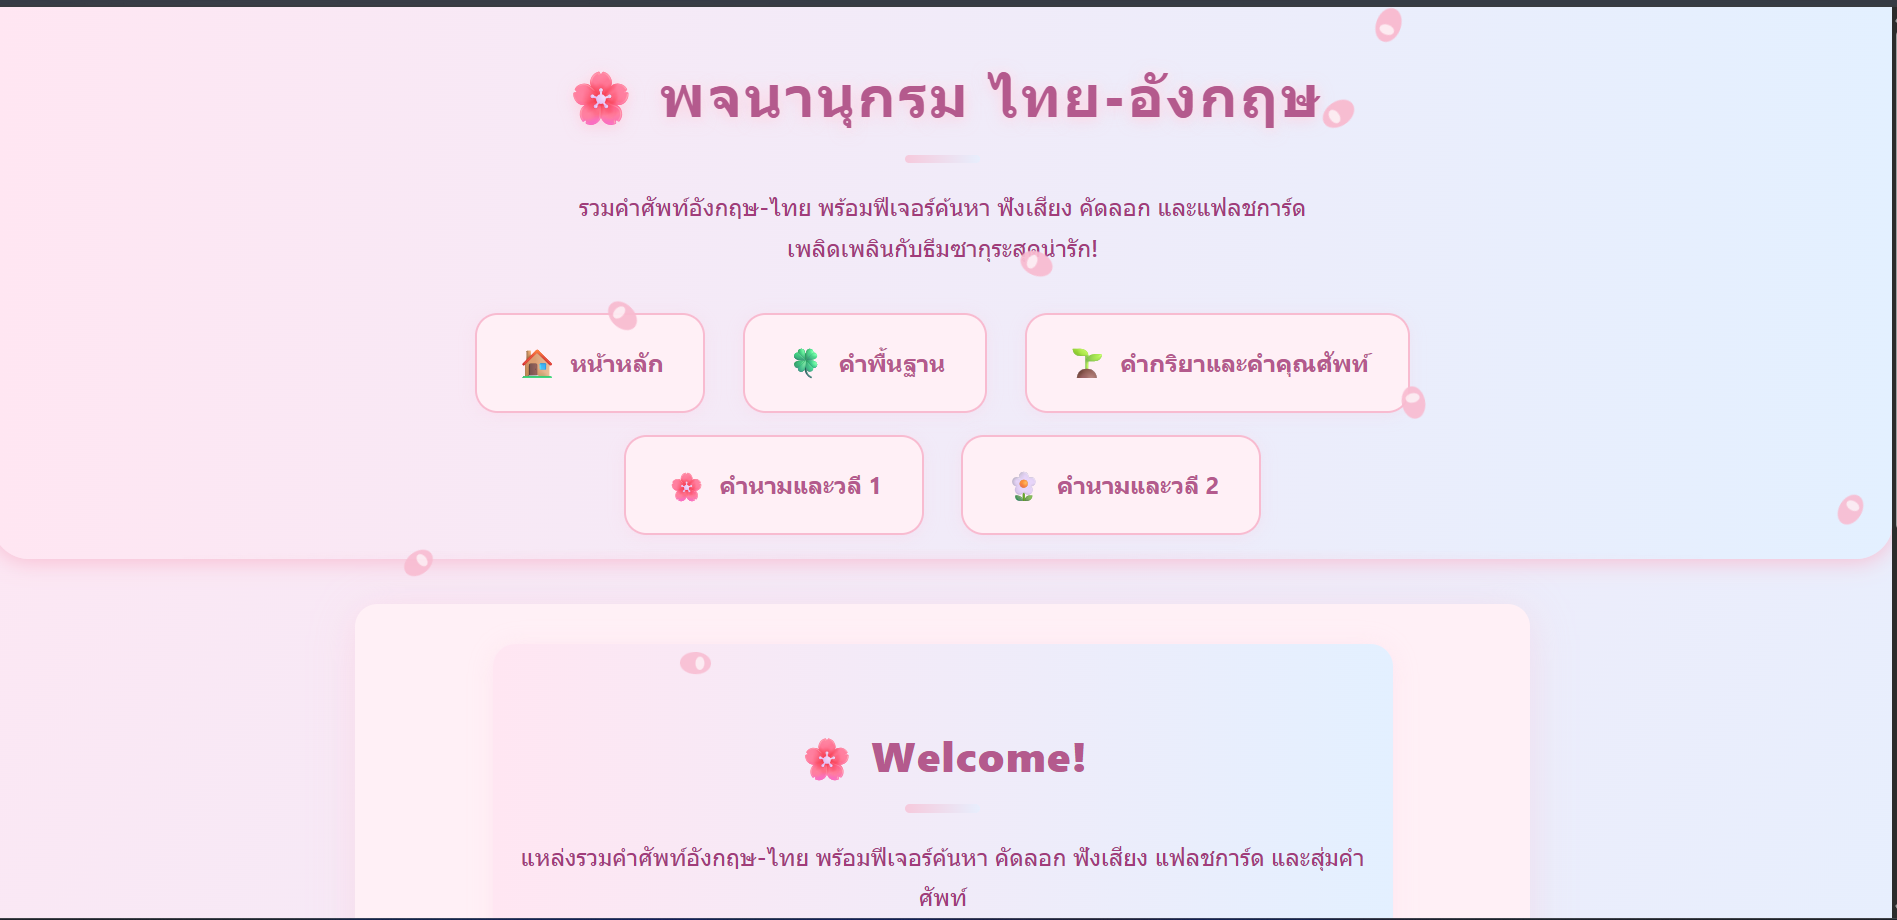 พจนานุกรม ไทย-อังกฤษ
รวมคำศัพท์อังกฤษ-ไทย พร้อมฟีเจอร์ค้นหา ฟังเสียง คัดลอก และแฟลชการ์ด
เพลิดเพลินกับธีมซากุระสุดน่ารัก!
หน้าหลัก
คำพื้นฐาน
คำกริยาและคำคุณศัพท์
คำนามและวลี 1
คำนามและวลี 2
Welcome!
แหล่งรวมคำศัพท์อังกฤษ-ไทย พร้อมฟีเจอร์ค้นหา คัดลอก ฟังเสียง แฟลชการ์ด และสุ่มคำ
ศัพท์